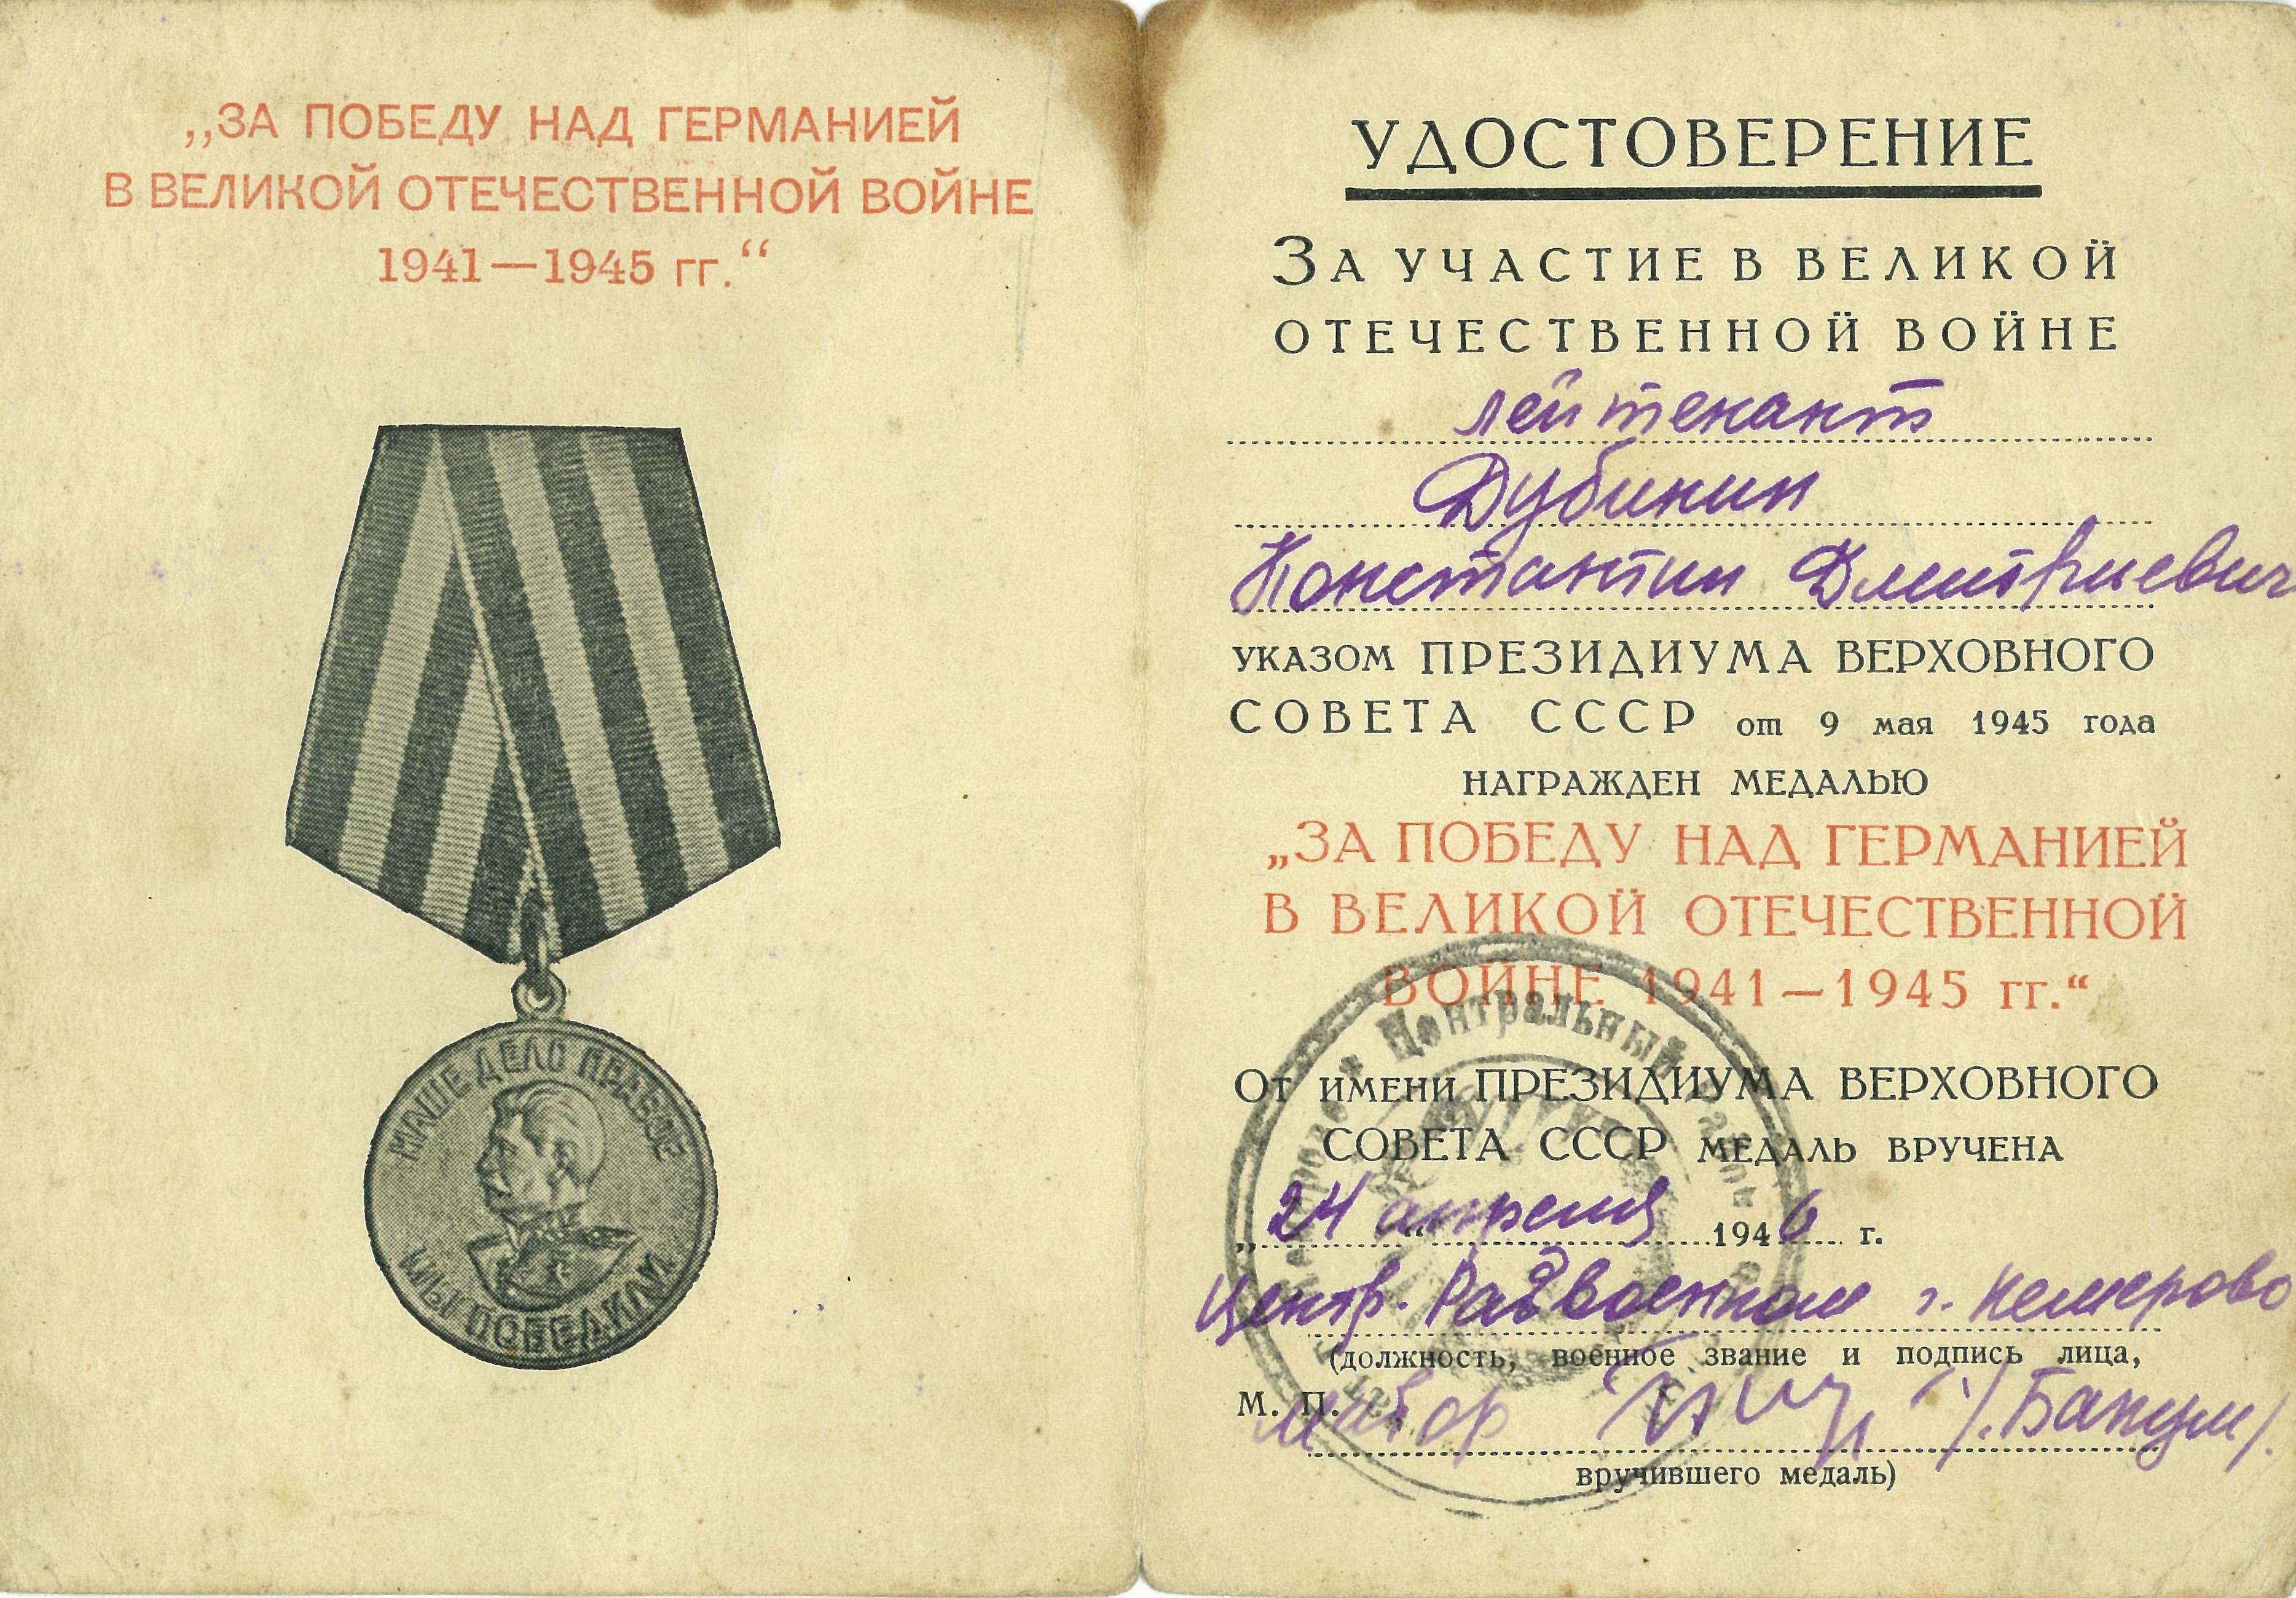 „ЗА ПОБЕДУ НАД ГЕРМАНИЕЙ
В ВЕЛИКОЙ ОТЕЧЕСТВЕННОЙ ВОЙНЕ
1941—1945 гг.“
НАШЕ ДЕЛО ПРАВОЕ
МЫ ПОБЕДИЛИ
УДОСТОВЕРЕНИЕ
ЗА УЧАСТИЕ В ВЕЛИКОЙ
ОТЕЧЕСТВЕННОЙ ВОЙНЕ
лейтенант
Дубинин
Константин Дмитриевич
УКАЗОМ ПРЕЗИДИУМА ВЕРХОВНОГО
СОВЕТА СССР от 9 мая 1945 года
НАГРАЖДЕН МЕДАЛЬЮ
„ЗА ПОБЕДУ НАД ГЕРМАНИЕЙ
В ВЕЛИКОЙ ОТЕЧЕСТВЕННОЙ
ВОЙНЕ 1941—1945 гг.“
Центральный
ОТ ИМЕНИ ПРЕЗИДИУМА ВЕРХОВНОГО
СОВЕТА СССР МЕДАЛЬ ВРУЧЕНА
„24“ апреля 1946 г.
Центр. Райвоенком г. Кемерово
(должность, военное звание и подпись лица,
М. П. майор /Бакум/.
вручившего медаль)